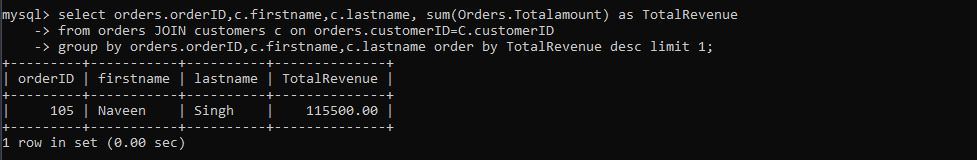 mysql> select orders.orderID,c.firstname,c.lastname, sum(Orders.Totalamount) as TotalRevenue
    -> from orders JOIN customers c on orders.customerID=C.customerID
    -> group by orders.orderID,c.firstname,c.lastname order by TotalRevenue desc limit 1;
+---------+-----------+----------+--------------+
| orderID | firstname | lastname | TotalRevenue |
+---------+-----------+----------+--------------+
|     105 | Naveen    | Singh    |    115500.00 |
+---------+-----------+----------+--------------+
1 row in set (0.00 sec)